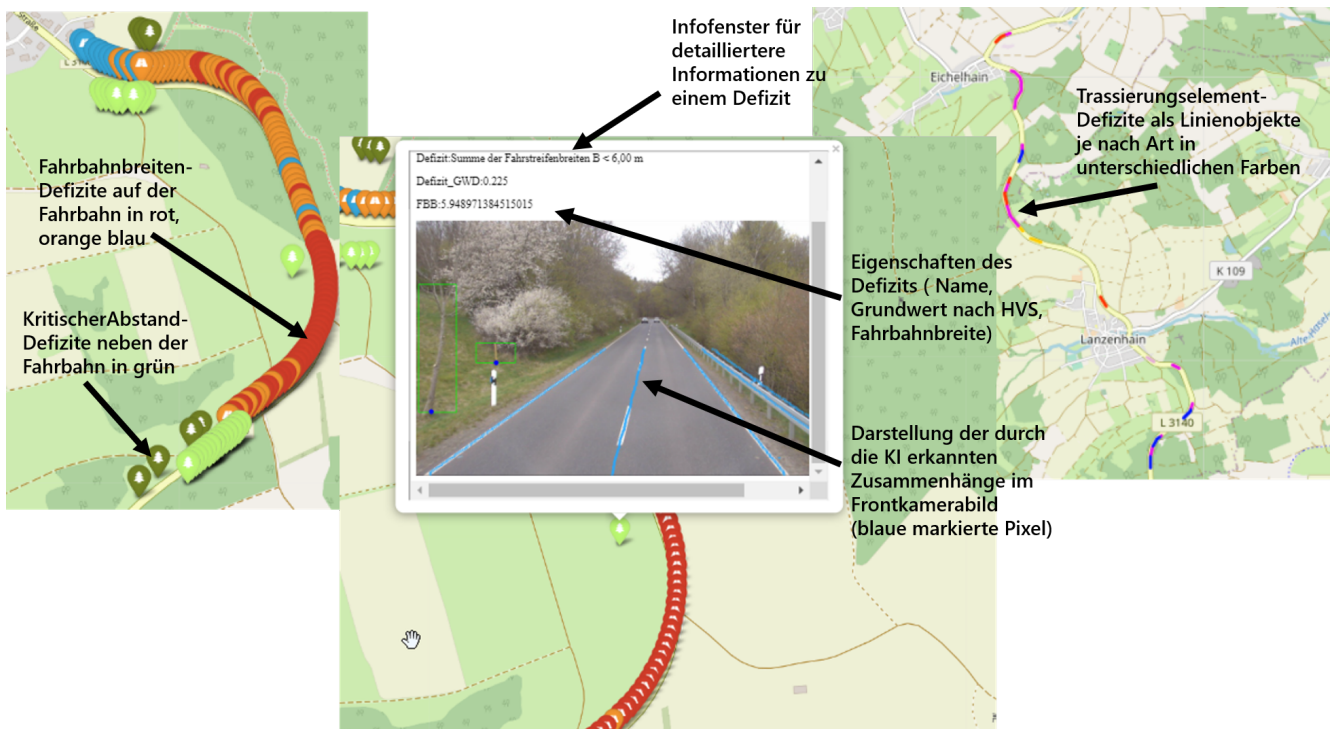 Straße
L 3140
Fahrbahnbreiten-
Defizite auf der
Fahrbahn in rot,
orange blau
KritischerAbstand-
Defizite neben der
Fahrbahn in grün
Infofenster für
detailliertere
Informationen zu
einem Defizit
Defizit:Summe der Fahrstreifenbreiten B < 6,00 m
Defizit_GWD:0.225
FBB:5.948971384515015
Eigenschaften des
Defizits ( Name,
Grundwert nach HVS,
Fahrbahnbreite)
Darstellung der durch
die KI erkannten
Zusammenhänge im
Frontkamerabild
(blaue markierte Pixel)
Eichelhain
Trassierungselement-
Defizite als Linienobjekte
je nach Art in
unterschiedlichen Farben
K 109
Lanzenhain
L 3140